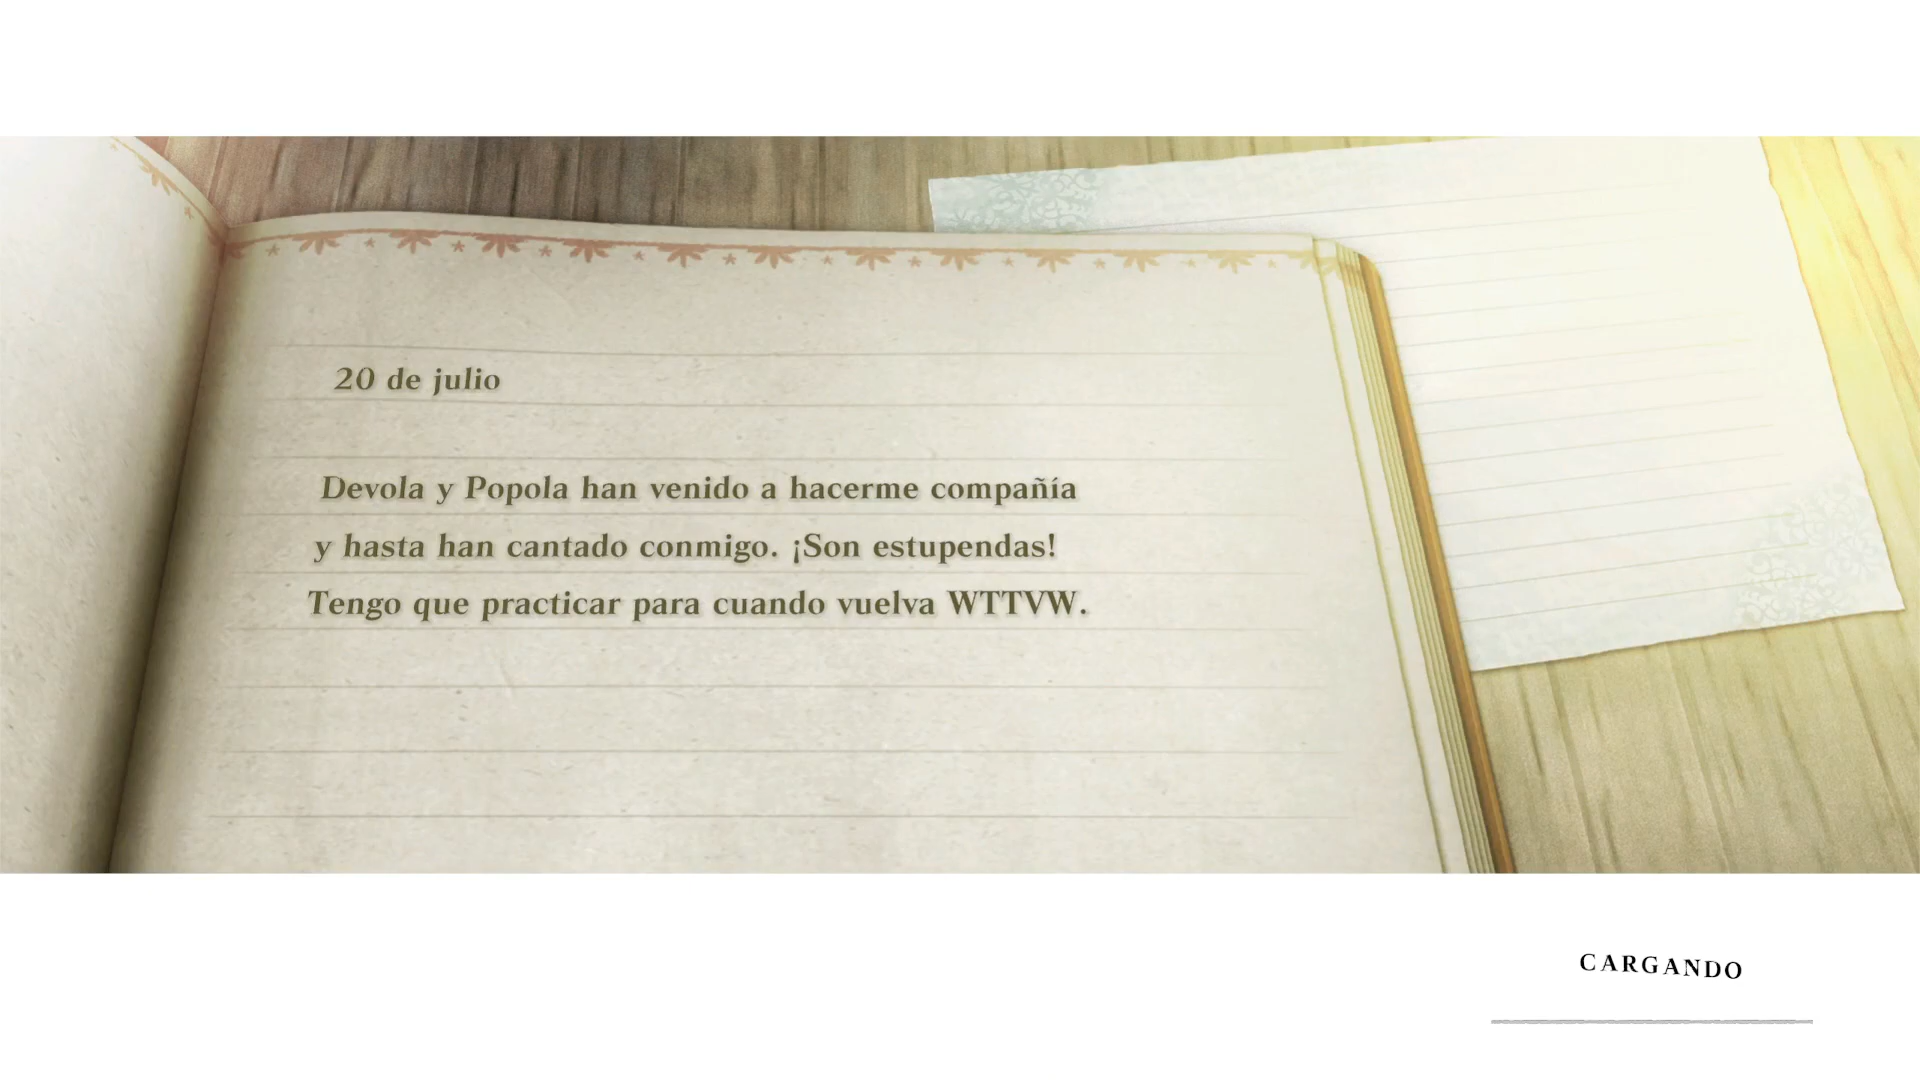 20 de julio
Devola y Popola han venido a hacerme compañía
y hasta han cantado conmigo. ¡Son estupendas!
Tengo que practicar para cuando vuelva WTTVW.
CARGANDO